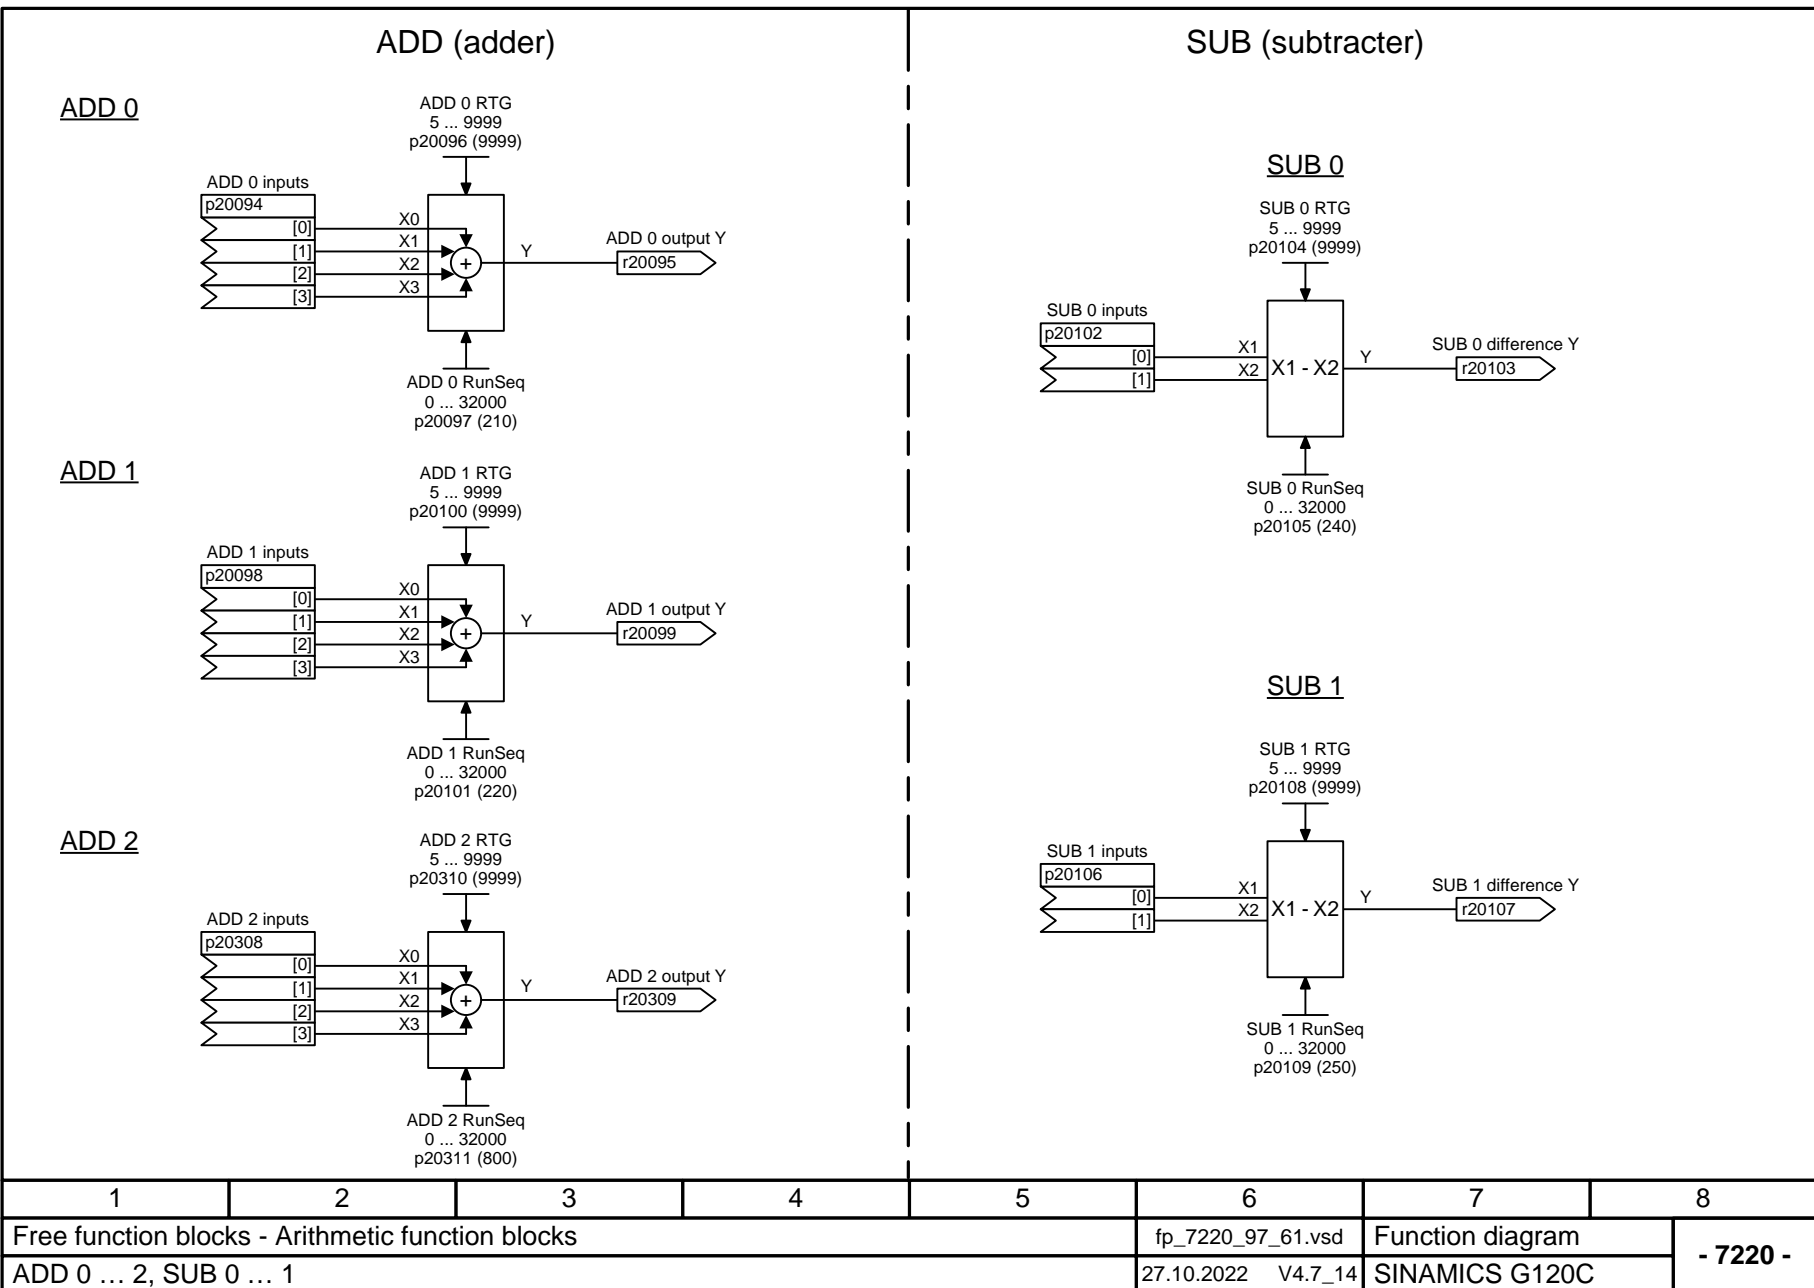 ADD (adder)
ADD 0
ADD 0 RTG
5 ... 9999
p20096 (9999)
ADD 0 inputs
p20094
[0]
[1]
[2]
[3]
X0
X1
X2
X3
+
Y
ADD 0 output Y
r20095
ADD 0 RunSeq
0 ... 32000
p20097 (210)
ADD 1
ADD 1 RTG
5 ... 9999
p20100 (9999)
ADD 1 inputs
p20098
[0]
[1]
[2]
[3]
X0
X1
X2
X3
+
Y
ADD 1 output Y
r20099
ADD 1 RunSeq
0 ... 32000
p20101 (220)
ADD 2
ADD 2 RTG
5 ... 9999
p20310 (9999)
ADD 2 inputs
p20308
[0]
[1]
[2]
[3]
X0
X1
X2
X3
+
Y
ADD 2 output Y
r20309
ADD 2 RunSeq
0 ... 32000
p20311 (800)
SUB (subtracter)
SUB 0
SUB 0 RTG
5 ... 9999
p20104 (9999)
SUB 0 inputs
p20102
[0]
[1]
X1
X2
X1 - X2
Y
SUB 0 difference Y
r20103
SUB 0 RunSeq
0 ... 32000
p20105 (240)
SUB 1
SUB 1 RTG
5 ... 9999
p20108 (9999)
SUB 1 inputs
p20106
[0]
[1]
X1
X2
X1 - X2
Y
SUB 1 difference Y
r20107
SUB 1 RunSeq
0 ... 32000
p20109 (250)
1 2 3 4 5 6 7 8
Free function blocks - Arithmetic function blocks
fp_7220_97_61.vsd
Function diagram
- 7220 -
ADD 0 … 2, SUB 0 … 1
27.10.2022 V4.7_14
SINAMICS G120C